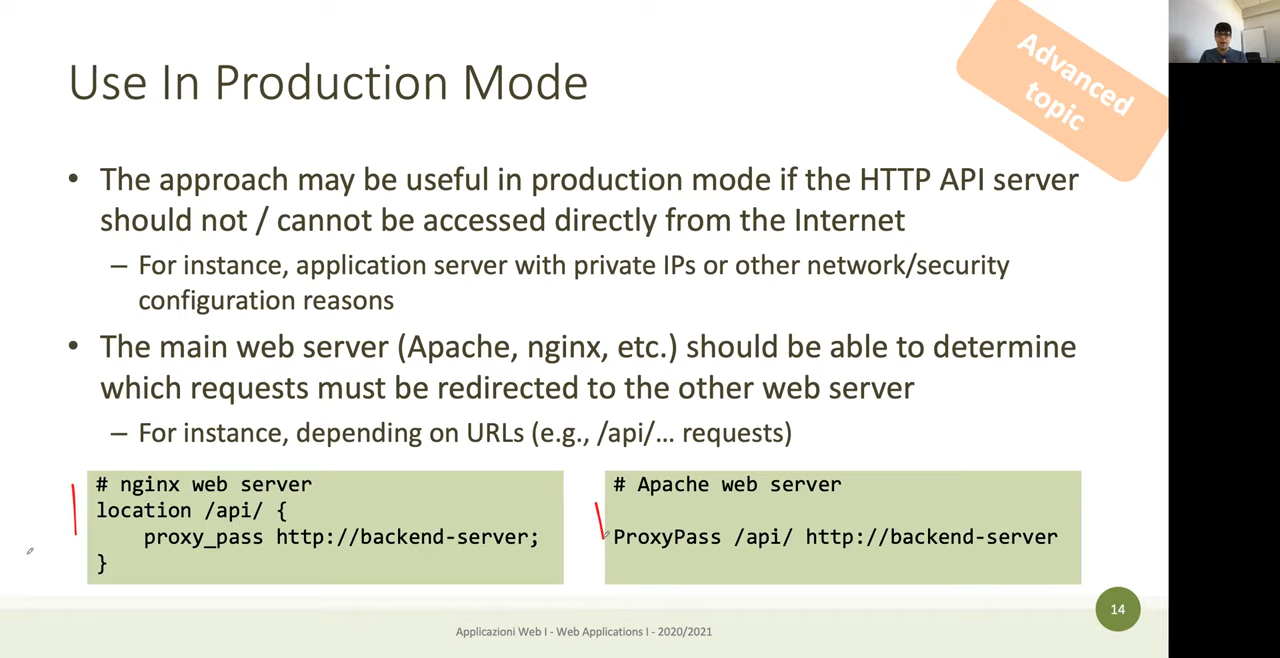 Use In Production Mode
Advanced
topic
• The approach may be useful in production mode if the HTTP API server
should not / cannot be accessed directly from the Internet
– For instance, application server with private IPs or other network/security
configuration reasons
• The main web server (Apache, nginx, etc.) should be able to determine
which requests must be redirected to the other web server
– For instance, depending on URLs (e.g., /api/… requests)
# nginx web server
location /api/ {
    proxy_pass http://backend-server;
}
# Apache web server
ProxyPass /api/ http://backend-server
14
Applicazioni Web I - Web Applications I - 2020/2021